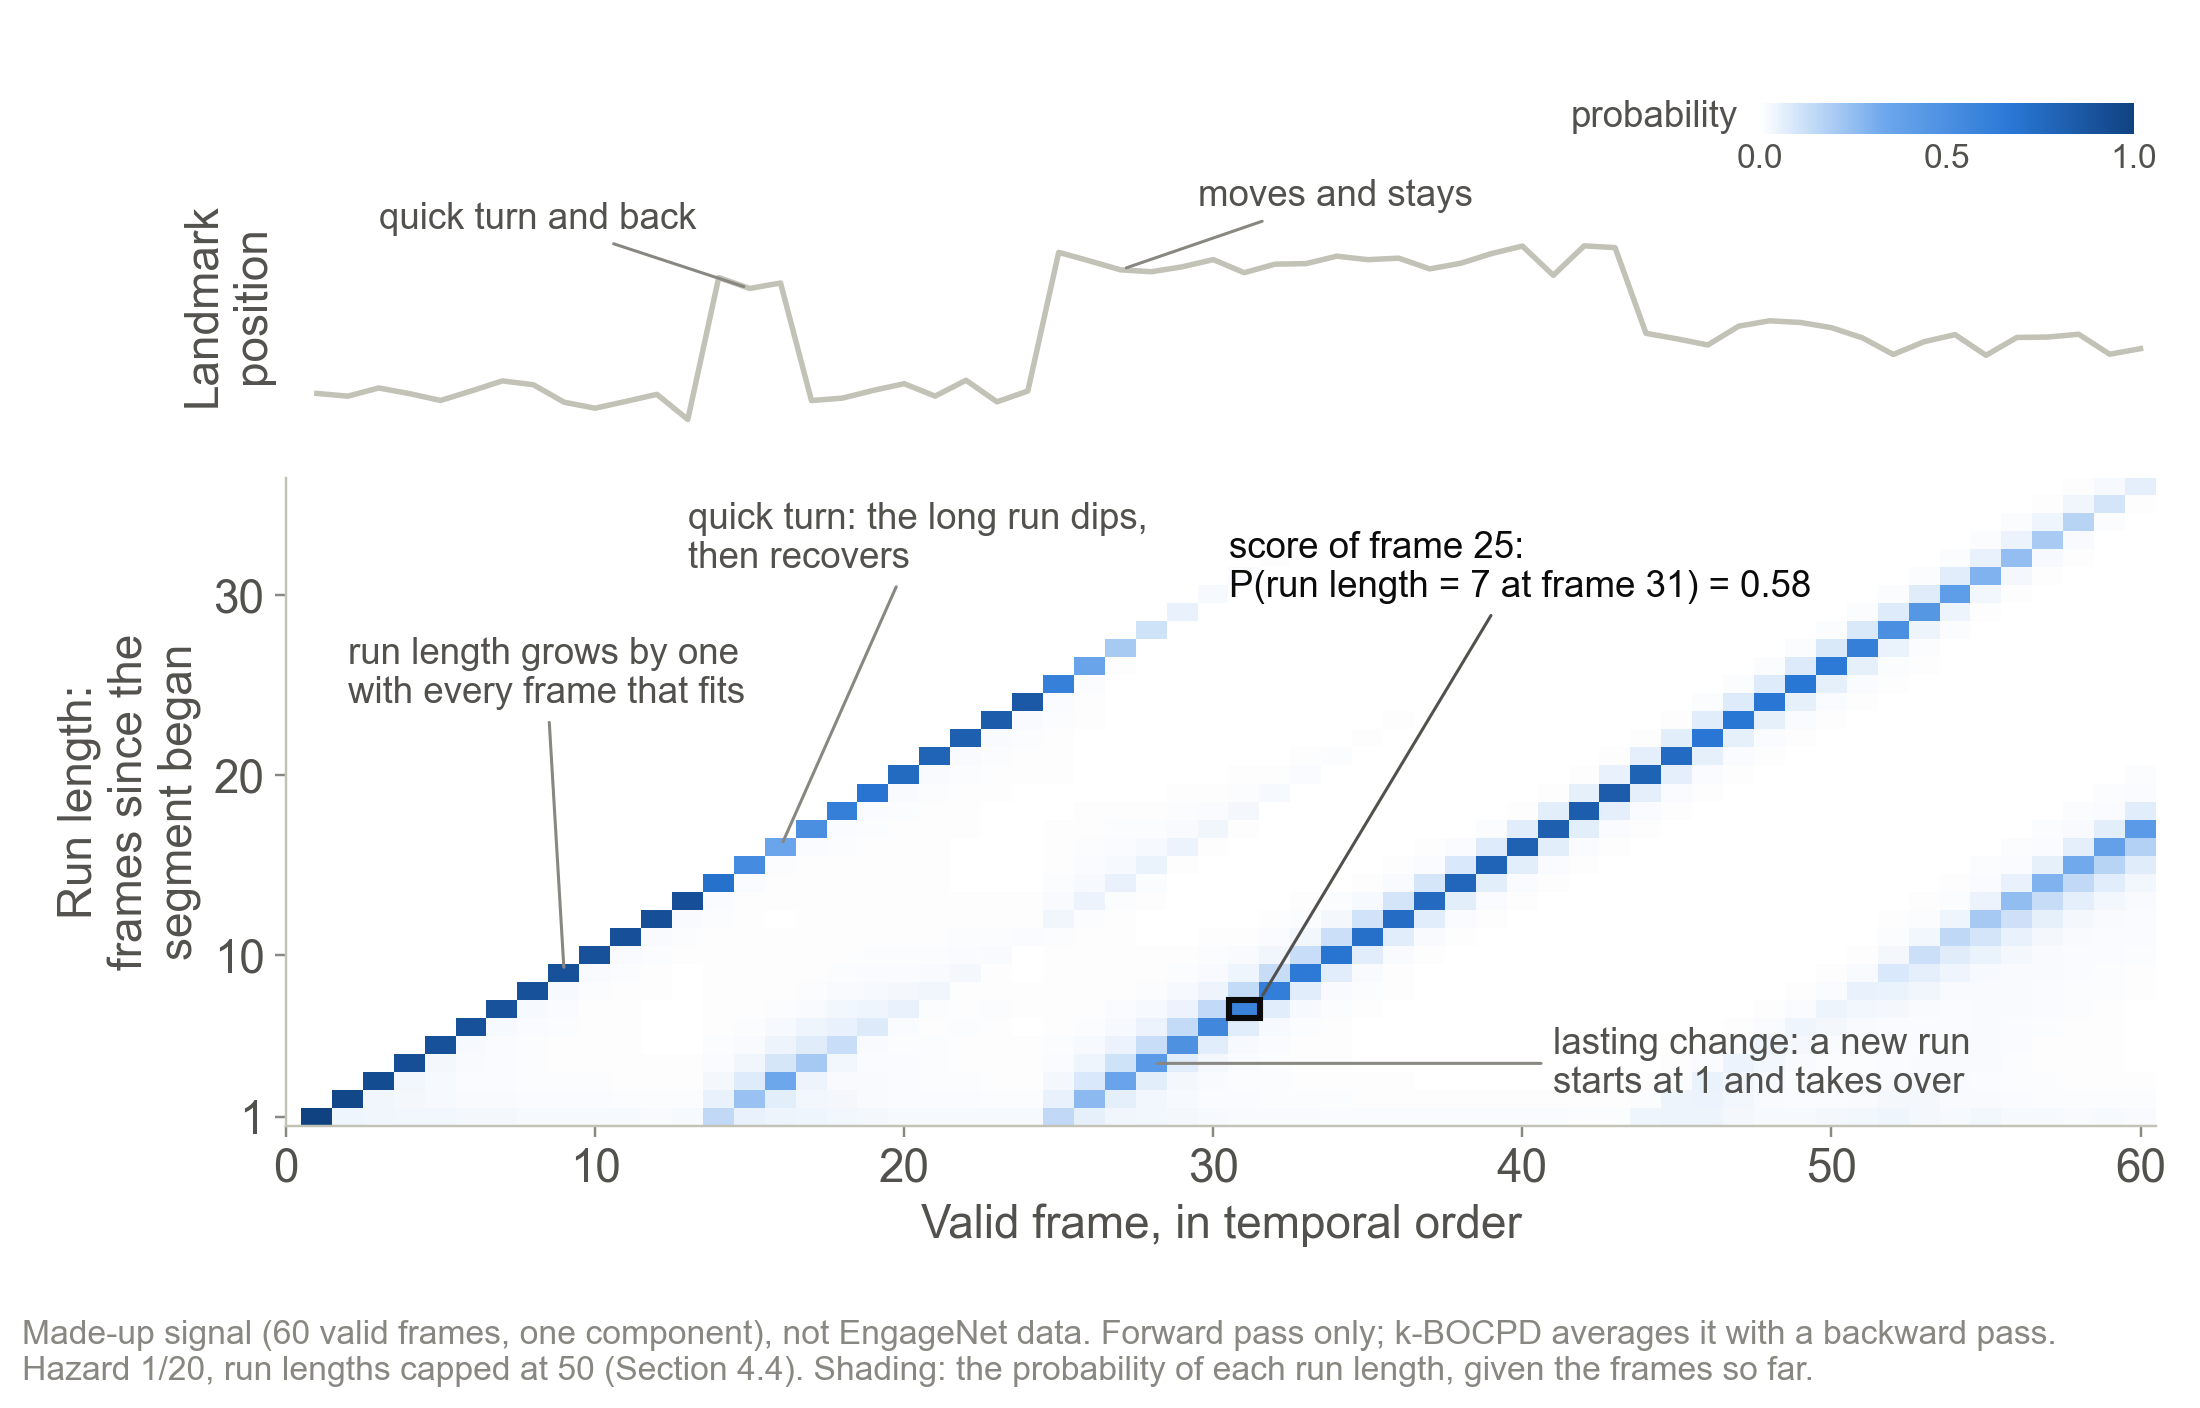 probability
0.0 0.5 1.0
moves and stays
quick turn and back
Landmark
position
quick turn: the long run dips,
then recovers
score of frame 25:
P(run length = 7 at frame 31) = 0.58
run length grows by one
with every frame that fits
Run length:
frames since the
segment began
30
20
10
1
lasting change: a new run
starts at 1 and takes over
0 10 20 30 40 50 60
Valid frame, in temporal order
Made-up signal (60 valid frames, one component), not EngageNet data. Forward pass only; k-BOCPD averages it with a backward pass.
Hazard 1/20, run lengths capped at 50 (Section 4.4). Shading: the probability of each run length, given the frames so far.